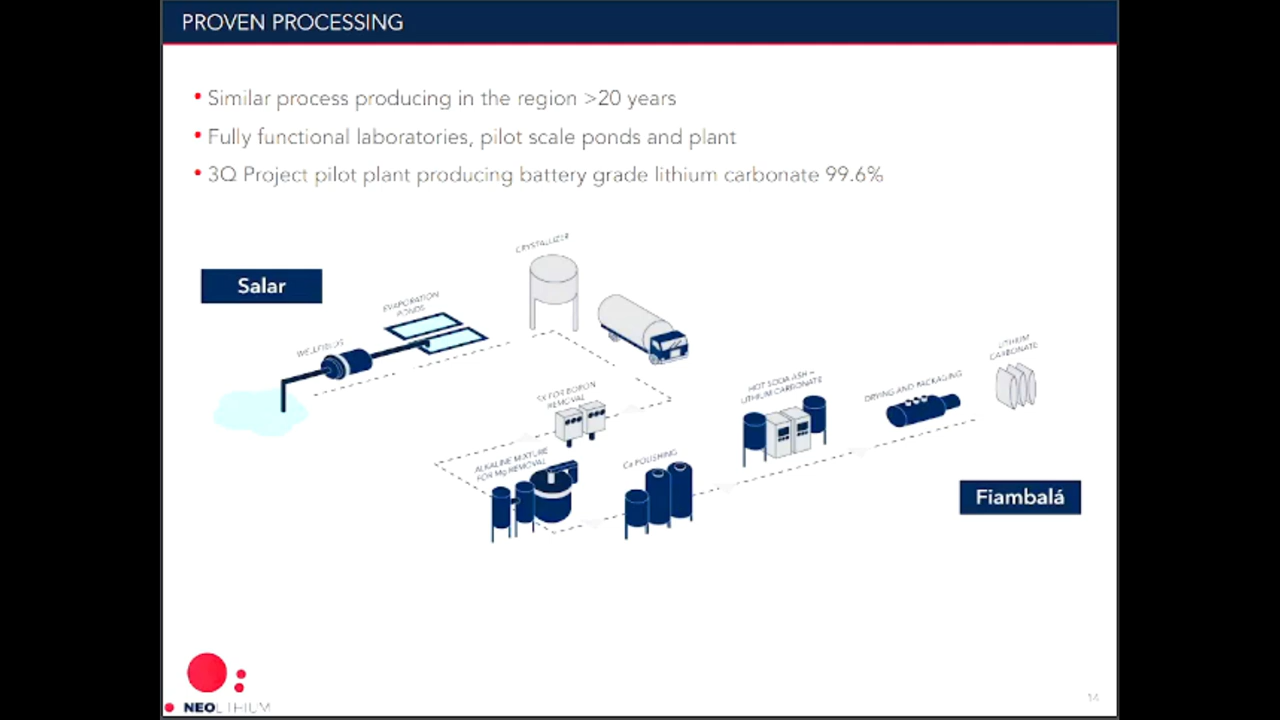 PROVEN PROCESSING
• Similar process producing in the region >20 years
• Fully functional laboratories, pilot scale ponds and plant
• 3Q Project pilot plant producing battery grade lithium carbonate 99.6%
CRYSTALLIZER
Salar
EVAPORATION
PONDS
WELLFIELDS
LITHIUM
CARBONATE
HOT SODA ASH –
LITHIUM CARBONATE
DRYING AND PACKAGING
SX FOR BORON
REMOVAL
ALKALINE MIXTURE
FOR Mg REMOVAL
Ca POLISHING
Fiambalá
NEOLITHIUM
14